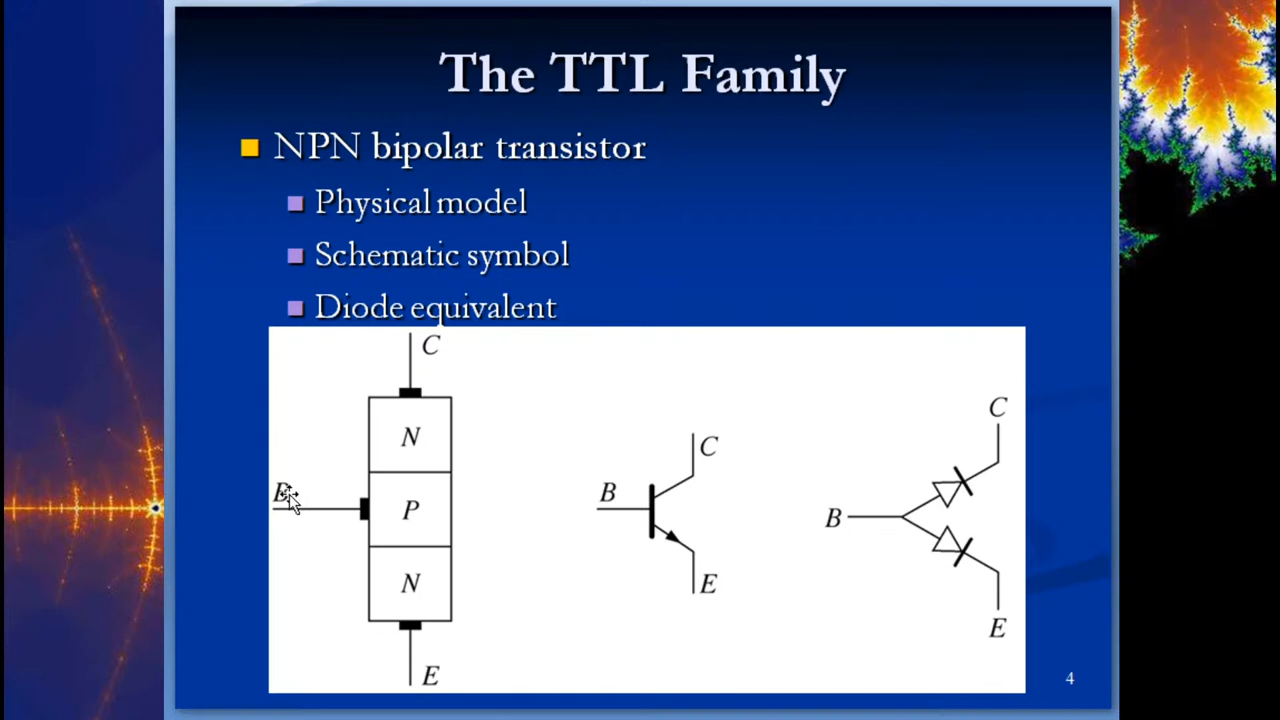 The TTL Family
NPN bipolar transistor
Physical model
Schematic symbol
Diode equivalent
C
N
B
P
N
E
C
B
E
C
B
E
4